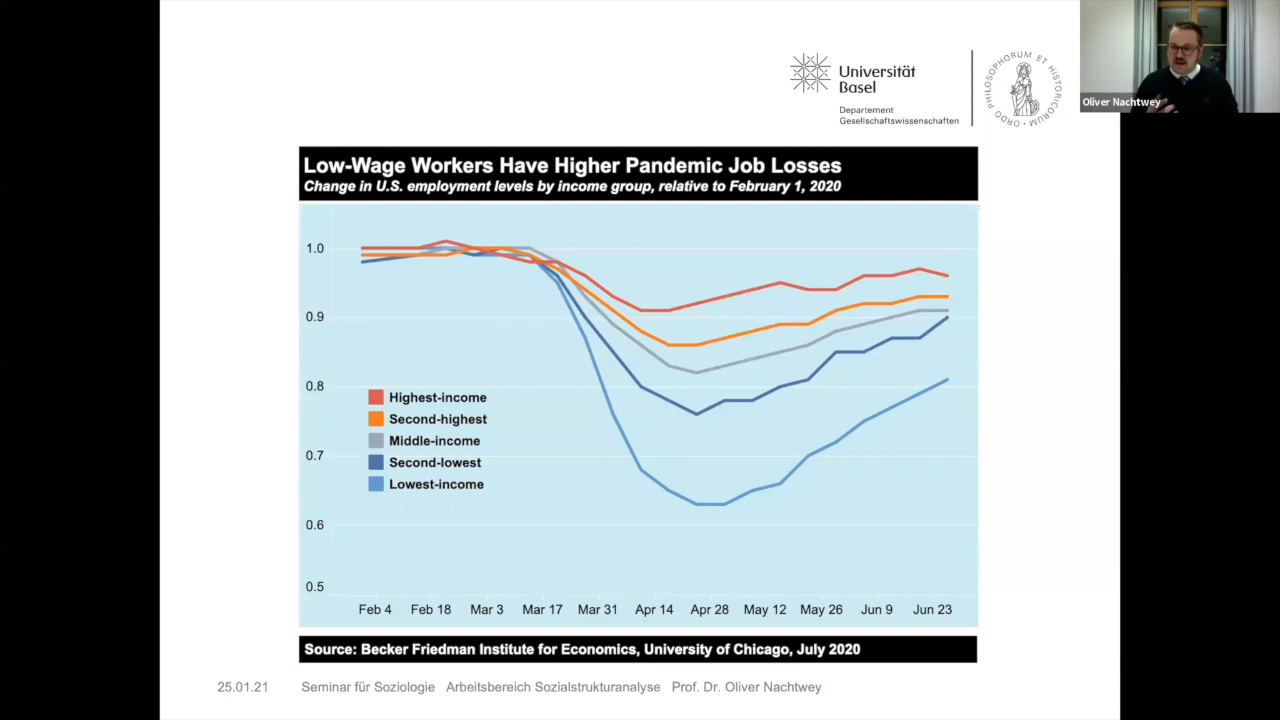 Universität
Basel
Departement
Gesellschaftswissenschaften
ORDO PHILOSOPHORUM ET HISTORICORUM
Oliver Nachtwey
Low-Wage Workers Have Higher Pandemic Job Losses
Change in U.S. employment levels by income group, relative to February 1, 2020
1.0
0.9
0.8
0.7
0.6
0.5
Highest-income
Second-highest
Middle-income
Second-lowest
Lowest-income
Feb 4 Feb 18 Mar 3 Mar 17 Mar 31 Apr 14 Apr 28 May 12 May 26 Jun 9 Jun 23
Source: Becker Friedman Institute for Economics, University of Chicago, July 2020
25.01.21 Seminar für Soziologie Arbeitsbereich Sozialstrukturanalyse Prof. Dr. Oliver Nachtwey